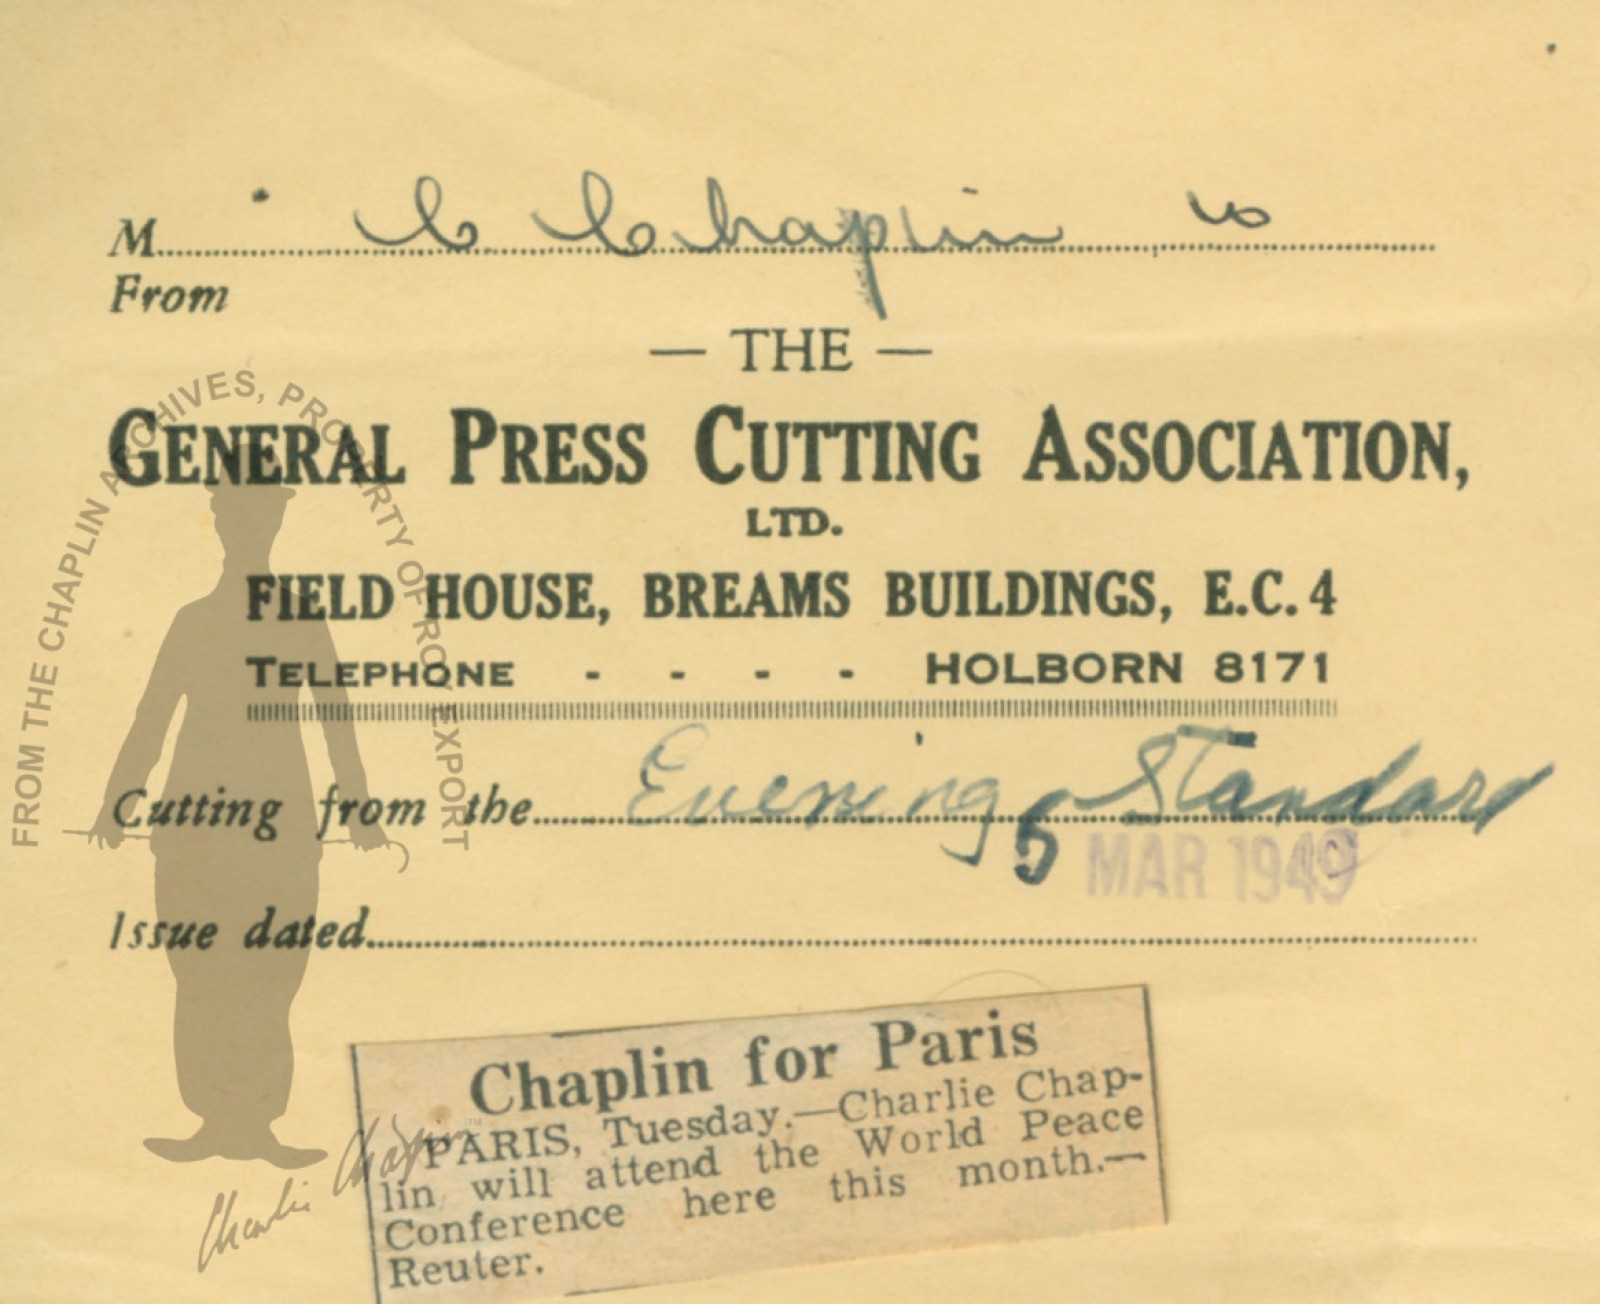 M. C Chaplin
From
— THE —
GENERAL PRESS CUTTING ASSOCIATION,
LTD.
FIELD HOUSE, BREAMS BUILDINGS, E.C.4
TELEPHONE - - - - HOLBORN 8171
Cutting from the Evening Standard
5 MAR 1949
Issue dated
Chaplin for Paris
PARIS, Tuesday.—Charlie Chap-
lin will attend the World Peace
Conference here this month.—
Reuter.
FROM THE CHAPLIN ARCHIVES, PROPERTY OF ROY EXPORT
Charlie Chaplin